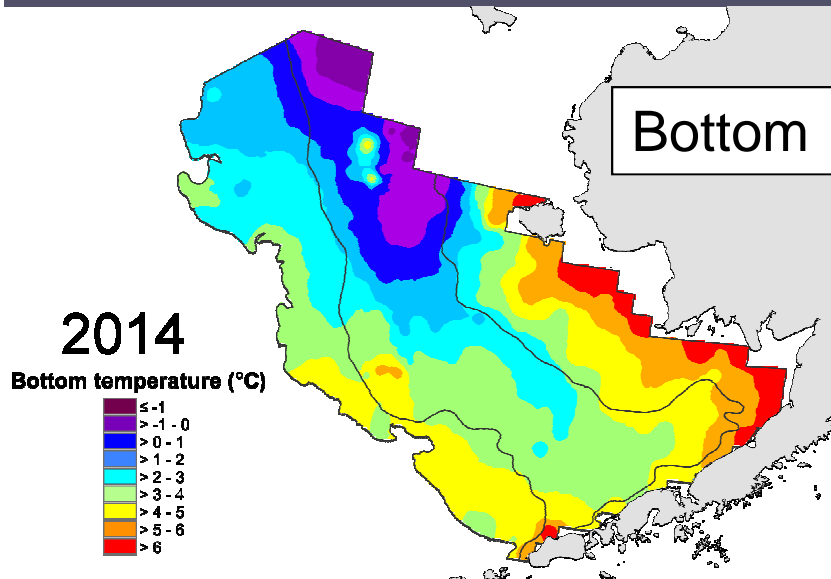 Bottom
2014
Bottom temperature (°C)
≤ -1
> -1 - 0
> 0 - 1
> 1 - 2
> 2 - 3
> 3 - 4
> 4 - 5
> 5 - 6
> 6